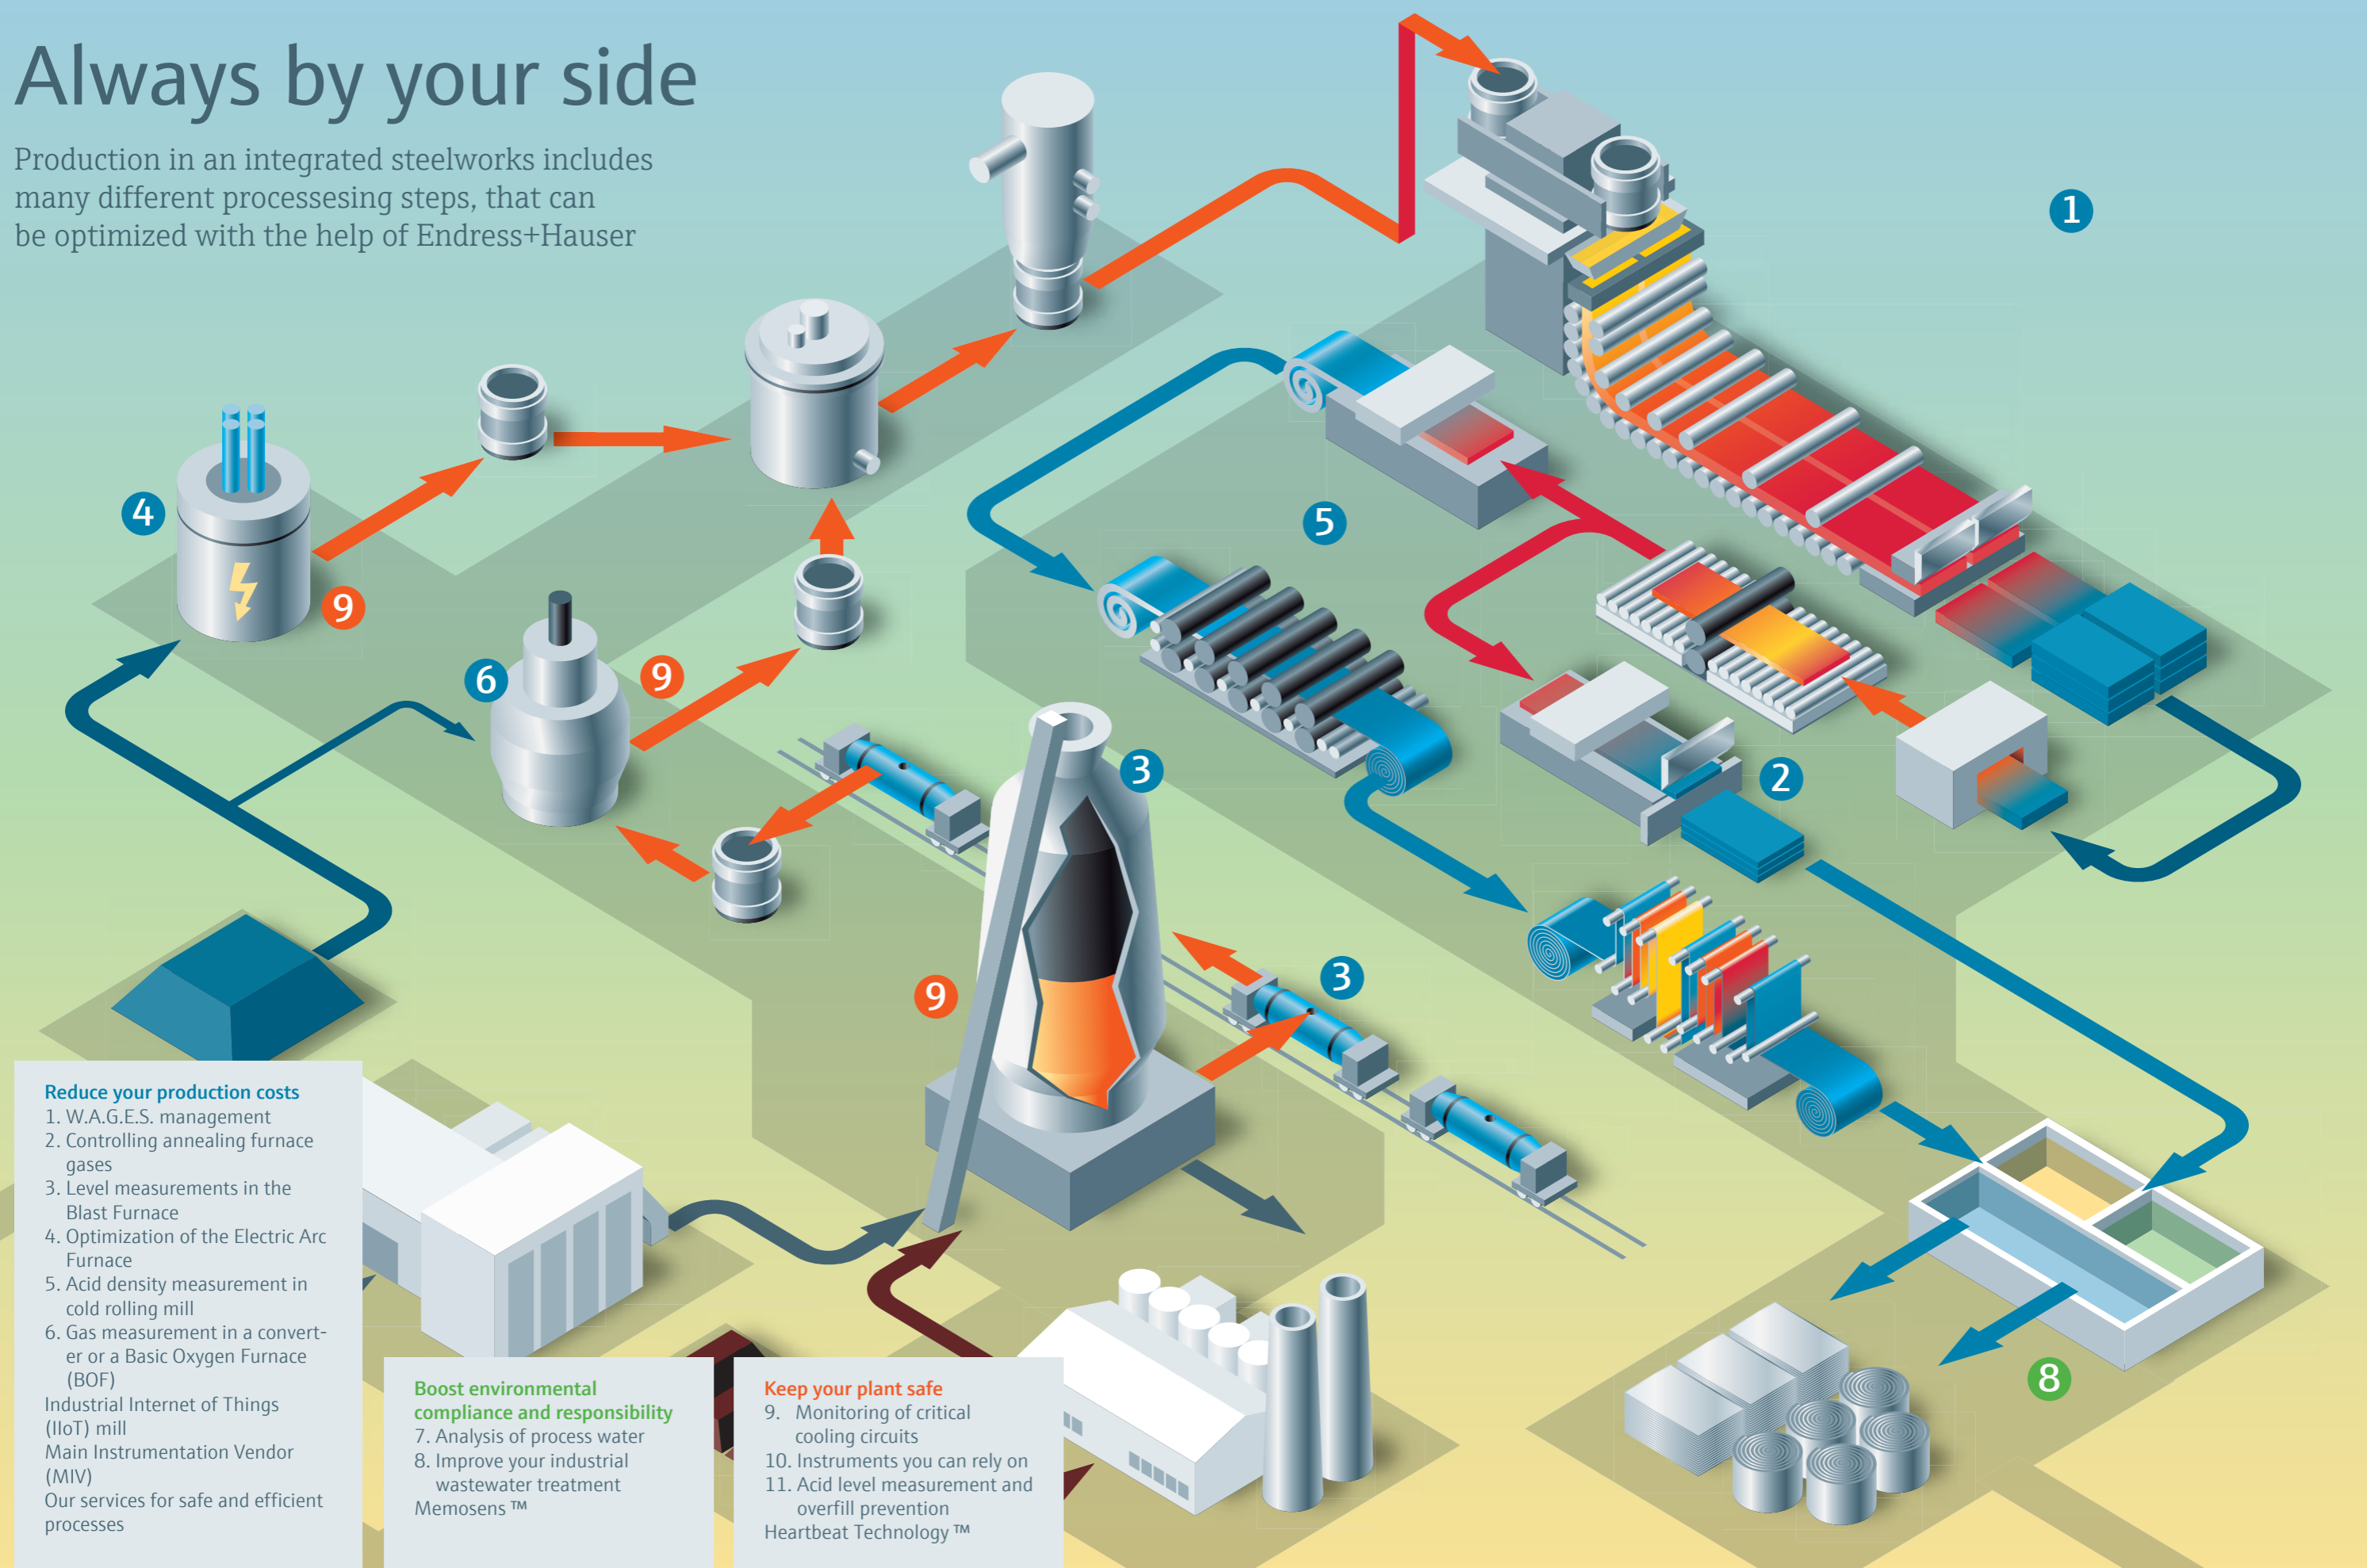 Always by your side
Production in an integrated steelworks includes
many different processesing steps, that can
be optimized with the help of Endress+Hauser
1
4
5
9
6
9
3
2
3
9
8
Reduce your production costs
1. W.A.G.E.S. management
2. Controlling annealing furnace
gases
3. Level measurements in the
Blast Furnace
4. Optimization of the Electric Arc
Furnace
5. Acid density measurement in
cold rolling mill
6. Gas measurement in a convert-
er or a Basic Oxygen Furnace
(BOF)
Industrial Internet of Things
(IIoT) mill
Main Instrumentation Vendor
(MIV)
Our services for safe and efficient
processes
Boost environmental
compliance and responsibility
7. Analysis of process water
8. Improve your industrial
wastewater treatment
Memosens ™
Keep your plant safe
9. Monitoring of critical
cooling circuits
10. Instruments you can rely on
11. Acid level measurement and
overfill prevention
Heartbeat Technology ™